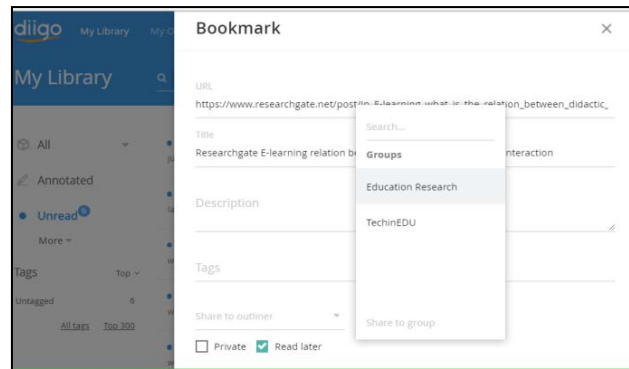 diigo My Library My O
My Library
All
Annotated
Unread 6
More
Tags Top
Untagged 6
All tags Top 300
Bookmark
URL
https://www.researchgate.net/post/In_E-learning_what_is_the_relation_between_didactic_
Title
Researchgate E-learning relation be
nteraction
Description
Tags
Share to outliner
Private Read later
Search...
Groups
Education Research
TechinEDU
Share to group